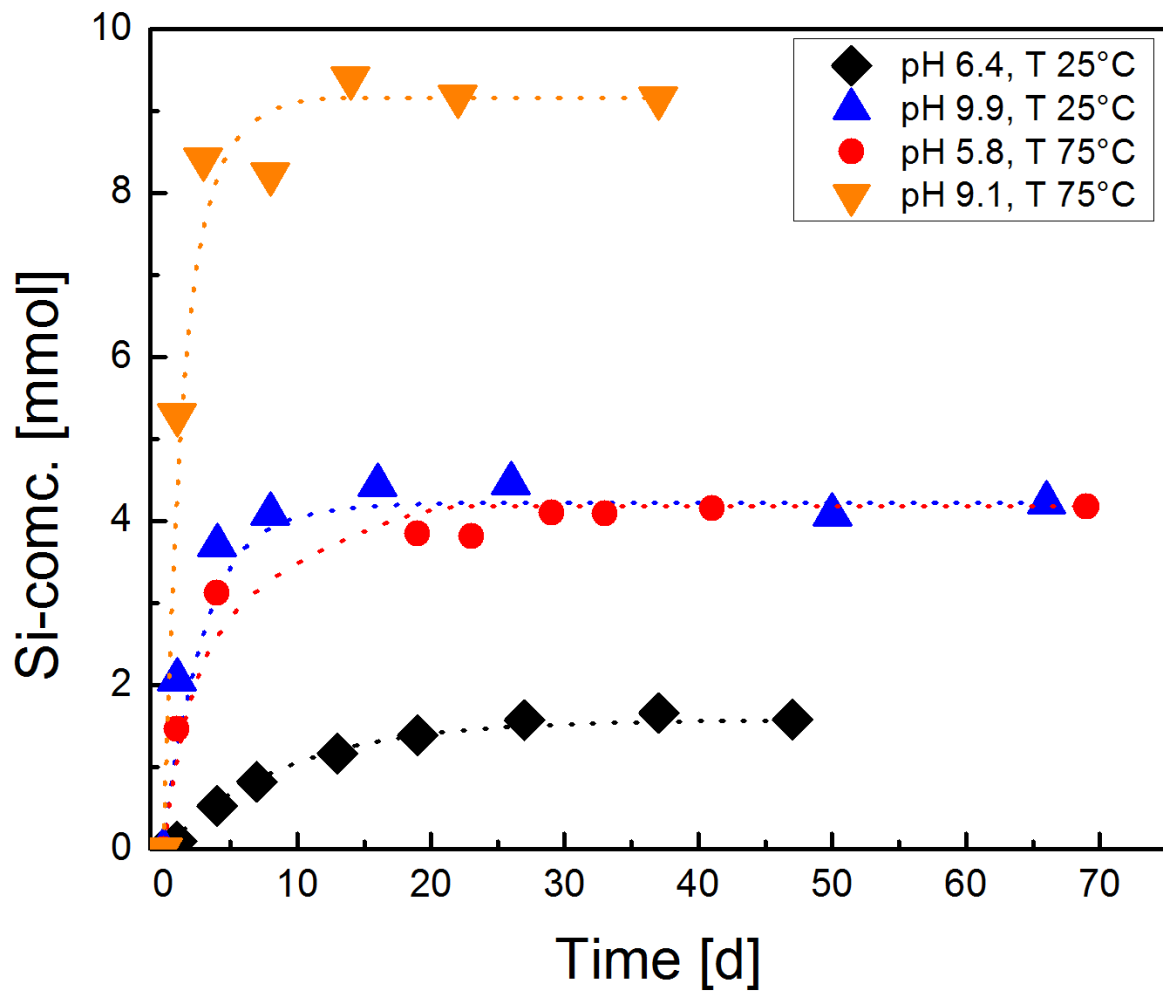 10
8
6
4
2
0
Si-comc. [mmol]
pH 6.4, T 25°C
pH 9.9, T 25°C
pH 5.8, T 75°C
pH 9.1, T 75°C
0 10 20 30 40 50 60 70
Time [d]